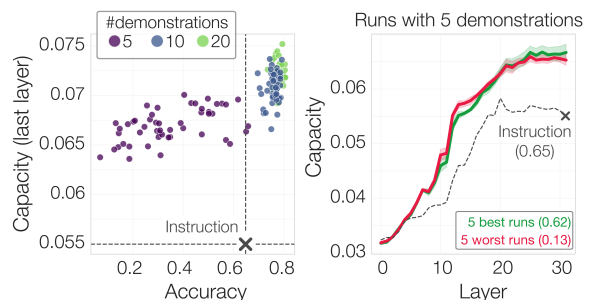 #demonstrations
5 10 20
Capacity (last layer)
0.075
0.07
0.065
0.06
0.055
Instruction
0.2 0.4 0.6 0.8
Accuracy
Runs with 5 demonstrations
Capacity
0.06
0.05
0.04
0.03
Instruction
(0.65)
5 best runs (0.62)
5 worst runs (0.13)
0 10 20 30
Layer